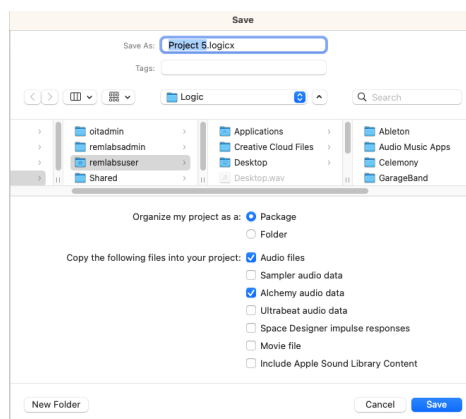 Save
Save As: Project 5.logicx
Tags:
Logic
Search
oitadmin
remlabsadmin
remlabsuser
Shared
Applications
Creative Cloud Files
Desktop
Desktop.wav
Ableton
Audio Music Apps
Celemony
GarageBand
Organize my project as a: Package
Folder
Copy the following files into your project: Audio files
Sampler audio data
Alchemy audio data
Ultrabeat audio data
Space Designer impulse responses
Movie file
Include Apple Sound Library Content
New Folder
Cancel
Save